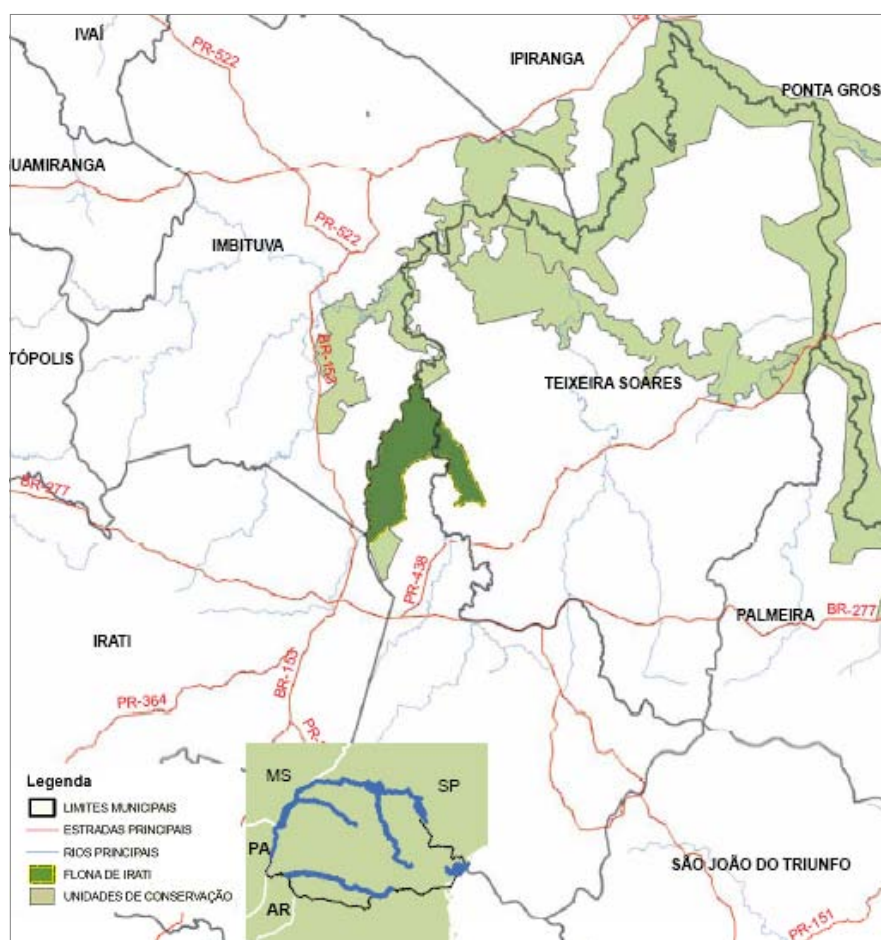 IVAÍ
PR-522
IPIRANGA
PONTA GROS
GUAMIRANGA
PR-522
IMBITUVA
TÓPOLIS
BR-153
TEIXEIRA SOARES
BR-277
PR-438
PALMEIRA
BR-277
IRATI
BR-153
PR-364
Legenda
LIMITES MUNICIPAIS
ESTRADAS PRINCIPAIS
RIOS PRINCIPAIS
FLONA DE IRATI
UNIDADES DE CONSERVAÇÃO
MS
SP
PA
AR
SÃO JOÃO DO TRIUNFO
PR-151